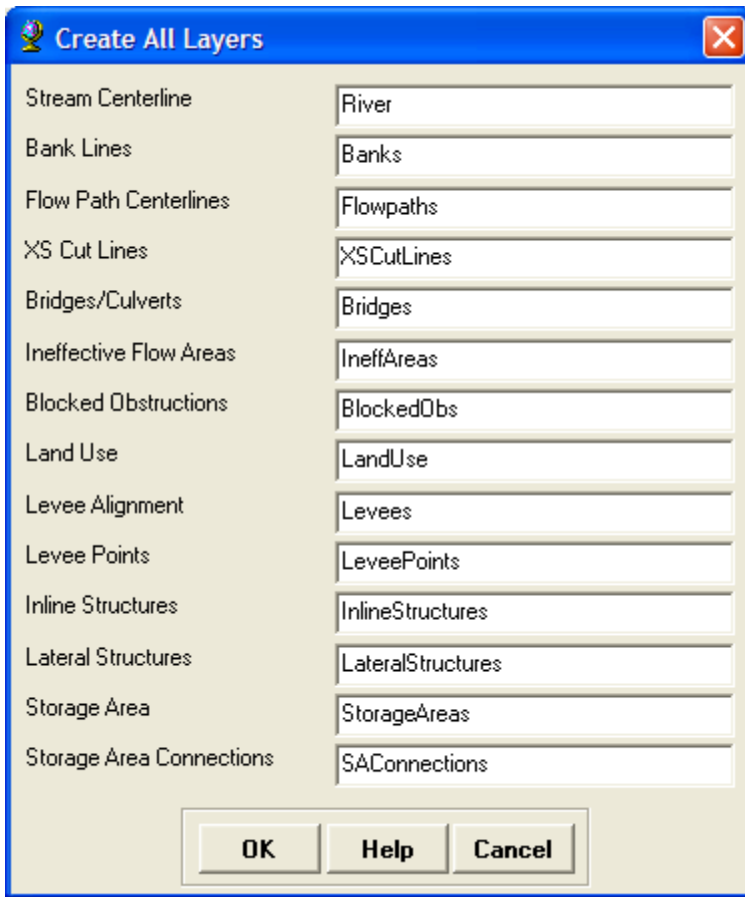 Create All Layers
Stream Centerline River
Bank Lines Banks
Flow Path Centerlines Flowpaths
XS Cut Lines XSCutLines
Bridges/Culverts Bridges
Ineffective Flow Areas IneffAreas
Blocked Obstructions BlockedObs
Land Use LandUse
Levee Alignment Levees
Levee Points LeveePoints
Inline Structures InlineStructures
Lateral Structures LateralStructures
Storage Area StorageAreas
Storage Area Connections SAConnections
OK Help Cancel